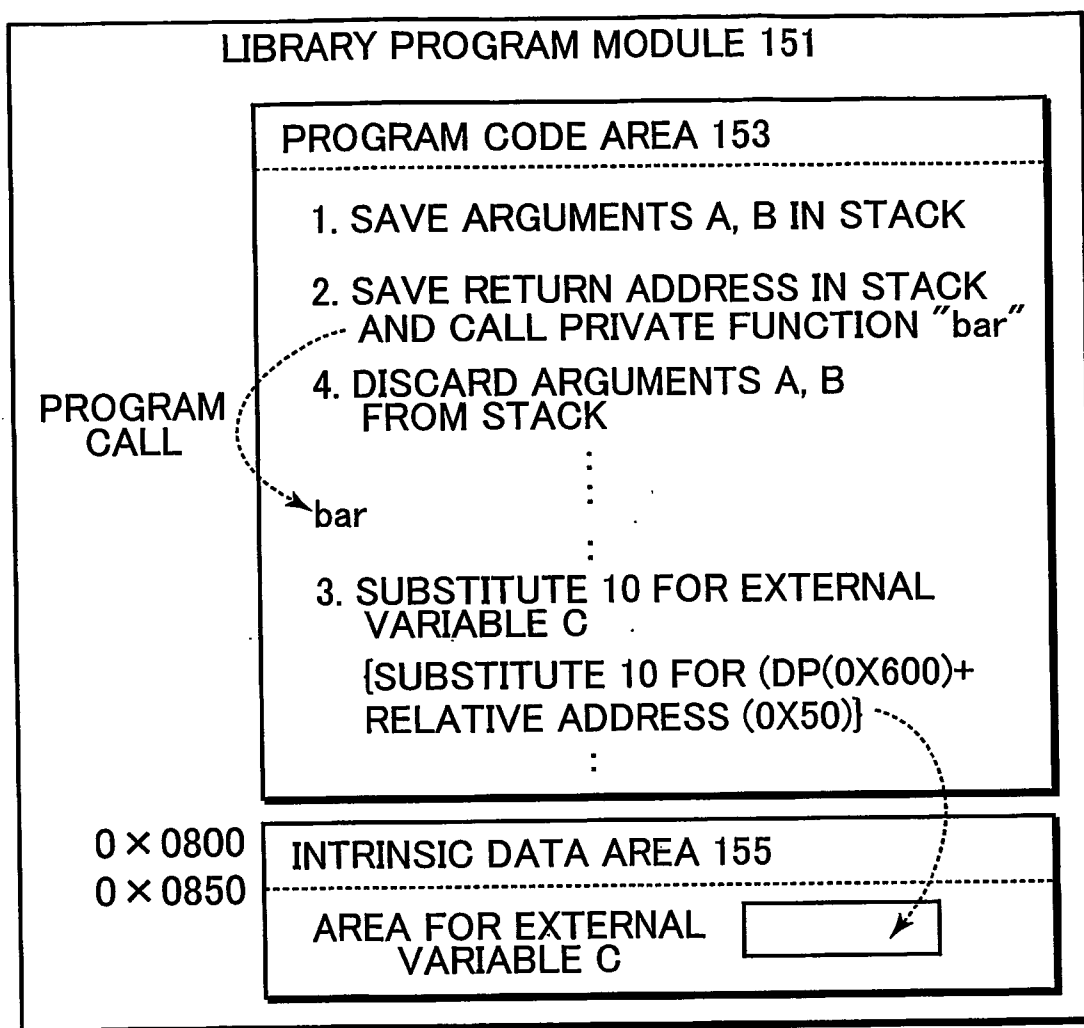 LIBRARY PROGRAM MODULE 151
PROGRAM CODE AREA 153
1. SAVE ARGUMENTS A, B IN STACK
2. SAVE RETURN ADDRESS IN STACK
AND CALL PRIVATE FUNCTION "bar"
4. DISCARD ARGUMENTS A, B
FROM STACK
PROGRAM
CALL
bar
3. SUBSTITUTE 10 FOR EXTERNAL
VARIABLE C
{SUBSTITUTE 10 FOR (DP(0X600)+
RELATIVE ADDRESS (0X50)}
0×0800
INTRINSIC DATA AREA 155
0×0850
AREA FOR EXTERNAL
VARIABLE C